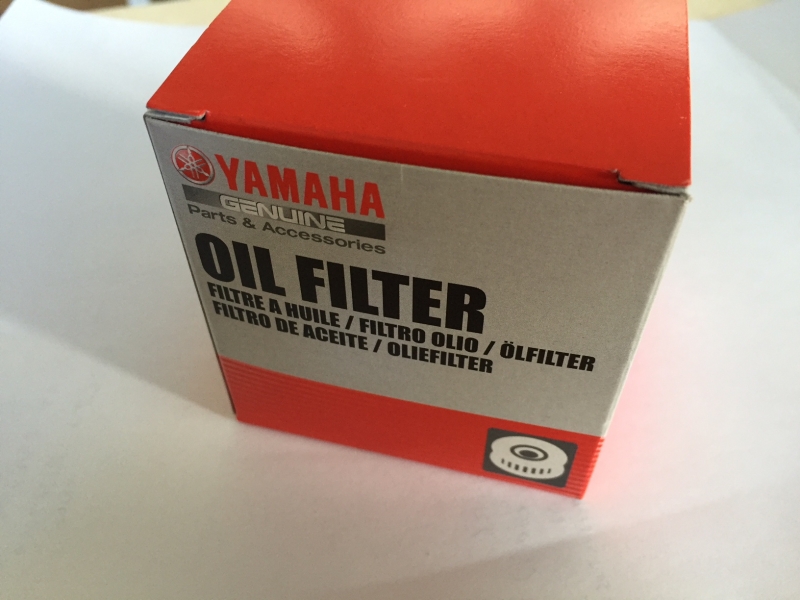 YAMAHA
GENUINE
Parts & Accessories
OIL FILTER
FILTRE A HUILE / FILTRO OLIO / ÖLFILTER
FILTRO DE ACEITE / OLIEFILTER